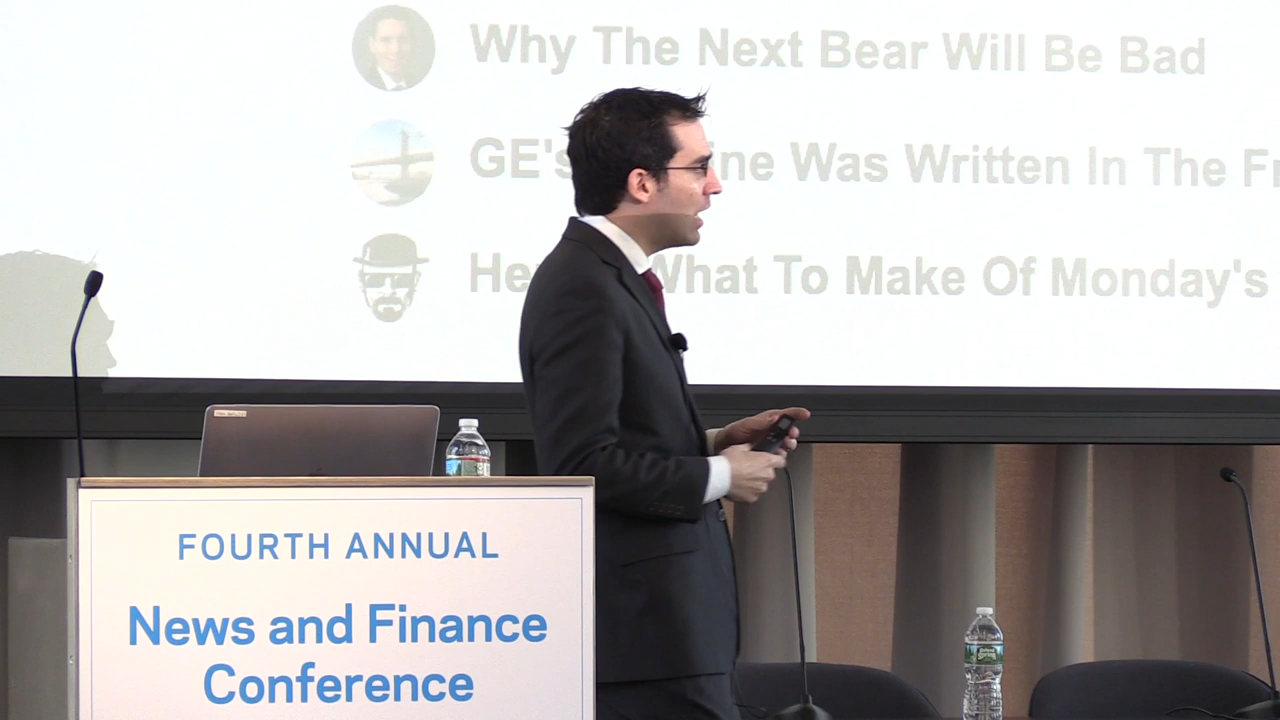 Why The Next Bear Will Be Bad
GE's ine Was Written In The Fr
He What To Make Of Monday's
FOURTH ANNUAL
News and Finance
Conference